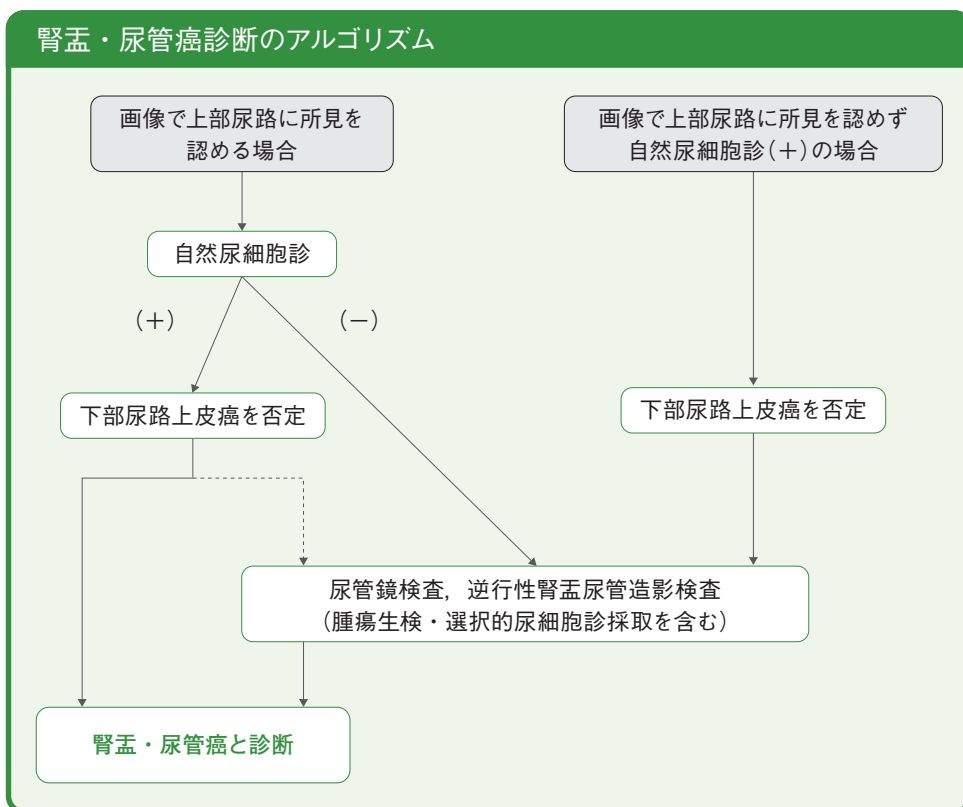 腎盂・尿管癌診断のアルゴリズム
画像で上部尿路に所見を
認める場合
画像で上部尿路に所見を認めず
自然尿細胞診(+)の場合
自然尿細胞診
(+)
(-)
下部尿路上皮癌を否定
下部尿路上皮癌を否定
尿管鏡検査,逆行性腎盂尿管造影検査
(腫瘍生検・選択的尿細胞診採取を含む)
腎盂・尿管癌と診断